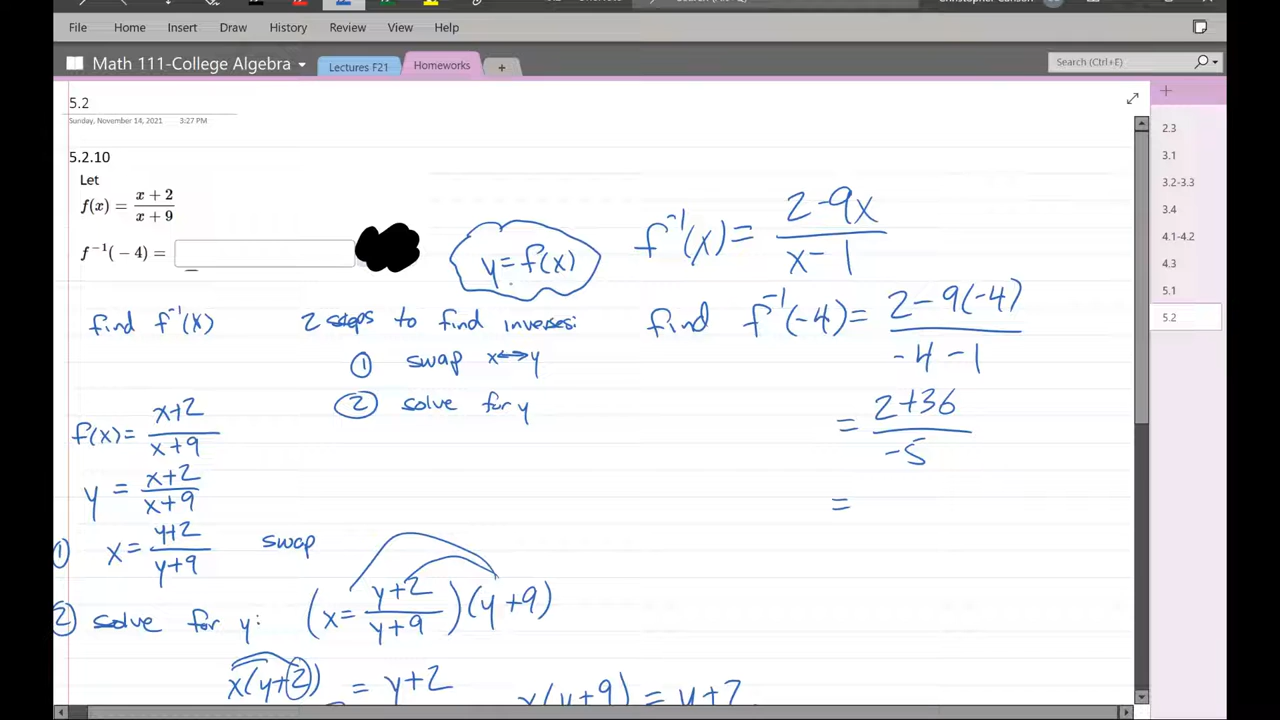 File Home Insert Draw History Review View Help
Math 111-College Algebra
Lectures F21
Homeworks
+
Search (Ctrl+E)
5.2
Sunday, November 14, 2021 3:27 PM
5.2.10
Let
f(x) = (x + 2)/(x + 9)
f⁻¹(−4) =
y = f(x)
find f⁻¹(x)
2 steps to find inverses:
① swap x↔y
② solve for y
f(x) = (x+2)/(x+9)
y = (x+2)/(x+9)
① x = (y+2)/(y+9) swap
② solve for y: (x = (y+2)/(y+9))(y+9)
x(y+2)) = y+2
x(y+9) = y+2
f⁻¹(x) = (2-9x)/(x-1)
find f⁻¹(-4) = (2-9(-4))/(-4-1)
= (2+36)/(-5)
=
+
2.3
3.1
3.2-3.3
3.4
4.1-4.2
4.3
5.1
5.2